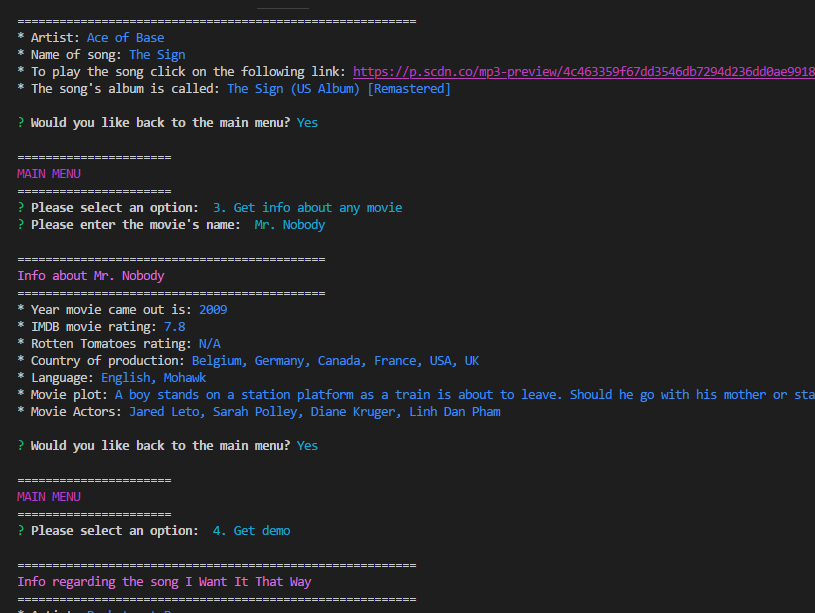 ============================================================
* Artist: Ace of Base
* Name of song: The Sign
* To play the song click on the following link: https://p.scdn.co/mp3-preview/4c463359f67dd3546db7294d236dd0ae9918
* The song's album is called: The Sign (US Album) [Remastered]
? Would you like back to the main menu? Yes
======================
MAIN MENU
======================
? Please select an option: 3. Get info about any movie
? Please enter the movie's name: Mr. Nobody
============================================
Info about Mr. Nobody
============================================
* Year movie came out is: 2009
* IMDB movie rating: 7.8
* Rotten Tomatoes rating: N/A
* Country of production: Belgium, Germany, Canada, France, USA, UK
* Language: English, Mohawk
* Movie plot: A boy stands on a station platform as a train is about to leave. Should he go with his mother or sta
* Movie Actors: Jared Leto, Sarah Polley, Diane Kruger, Linh Dan Pham
? Would you like back to the main menu? Yes
======================
MAIN MENU
======================
? Please select an option: 4. Get demo
=========================================================
Info regarding the song I Want It That Way
=========================================================